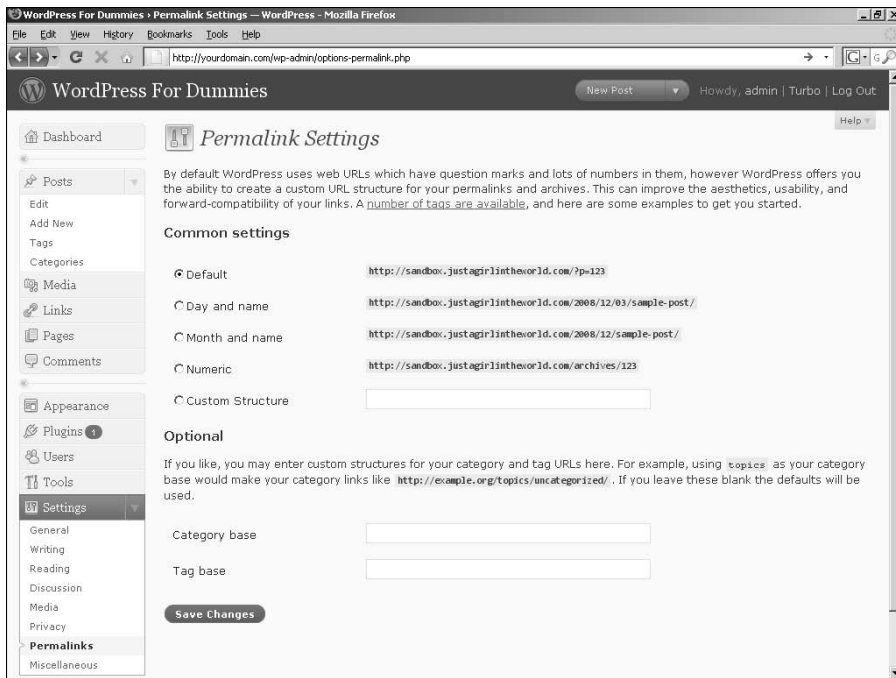 WordPress For Dummies › Permalink Settings — WordPress - Mozilla Firefox
File Edit View History Bookmarks Tools Help
http://yourdomain.com/wp-admin/options-permalink.php
G G
WordPress For Dummies
New Post
Howdy, admin | Turbo | Log Out
Help
Dashboard
Posts
Edit
Add New
Tags
Categories
Media
Links
Pages
Comments
Appearance
Plugins 1
Users
Tools
Settings
General
Writing
Reading
Discussion
Media
Privacy
Permalinks
Miscellaneous
Permalink Settings
By default WordPress uses web URLs which have question marks and lots of numbers in them, however WordPress offers you
the ability to create a custom URL structure for your permalinks and archives. This can improve the aesthetics, usability, and
forward-compatibility of your links. A number of tags are available, and here are some examples to get you started.
Common settings
Default http://sandbox.justagirlintheworld.com/?p=123
Day and name http://sandbox.justagirlintheworld.com/2008/12/03/sample-post/
Month and name http://sandbox.justagirlintheworld.com/2008/12/sample-post/
Numeric http://sandbox.justagirlintheworld.com/archives/123
Custom Structure
Optional
If you like, you may enter custom structures for your category and tag URLs here. For example, using topics as your category
base would make your category links like http://example.org/topics/uncategorized/ . If you leave these blank the defaults will be
used.
Category base
Tag base
Save Changes